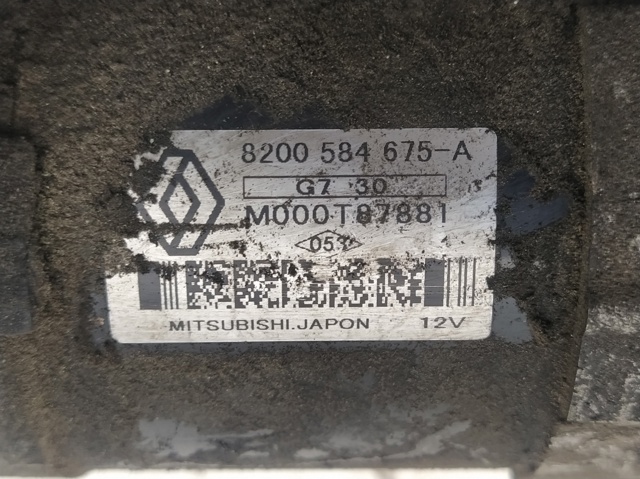 8200 584 675-A
G7 30
M000T87881
053
MITSUBISHI.JAPON 12V